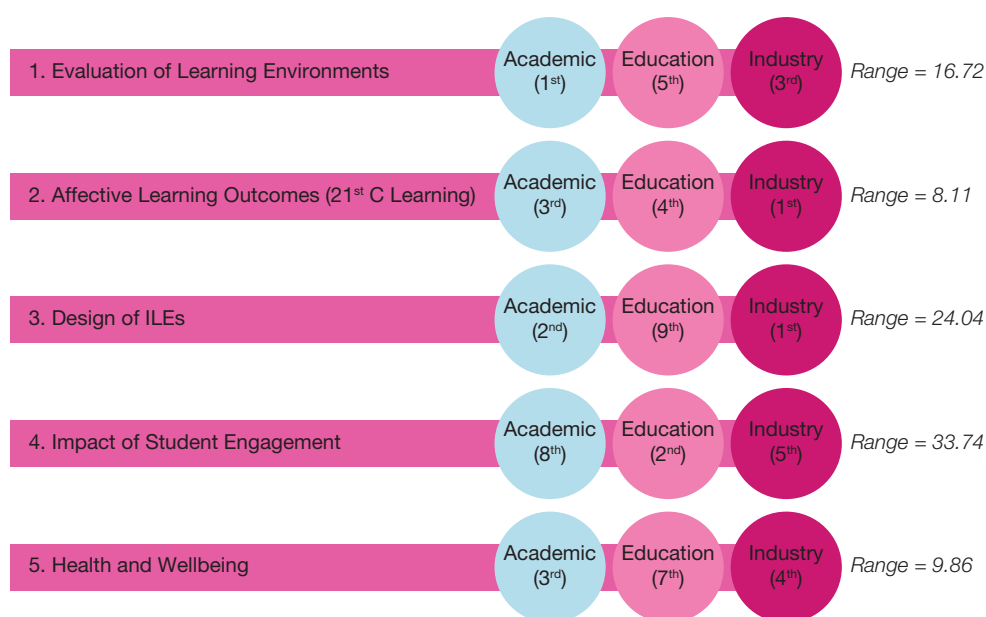 1. Evaluation of Learning Environments
Academic
(1st)
Education
(5th)
Industry
(3rd)
Range = 16.72
2. Affective Learning Outcomes (21st C Learning)
Academic
(3rd)
Education
(4th)
Industry
(1st)
Range = 8.11
3. Design of ILEs
Academic
(2nd)
Education
(9th)
Industry
(1st)
Range = 24.04
4. Impact of Student Engagement
Academic
(8th)
Education
(2nd)
Industry
(5th)
Range = 33.74
5. Health and Wellbeing
Academic
(3rd)
Education
(7th)
Industry
(4th)
Range = 9.86